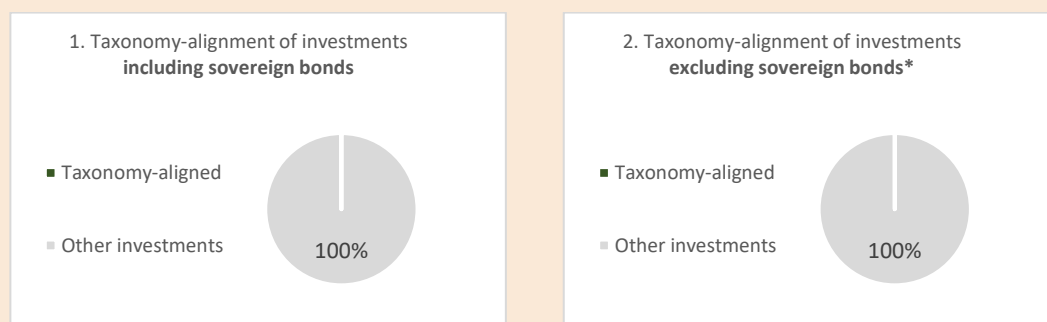 1. Taxonomy-alignment of investments
including sovereign bonds
Taxonomy-aligned
Other investments
100%
2. Taxonomy-alignment of investments
excluding sovereign bonds*
Taxonomy-aligned
Other investments
100%